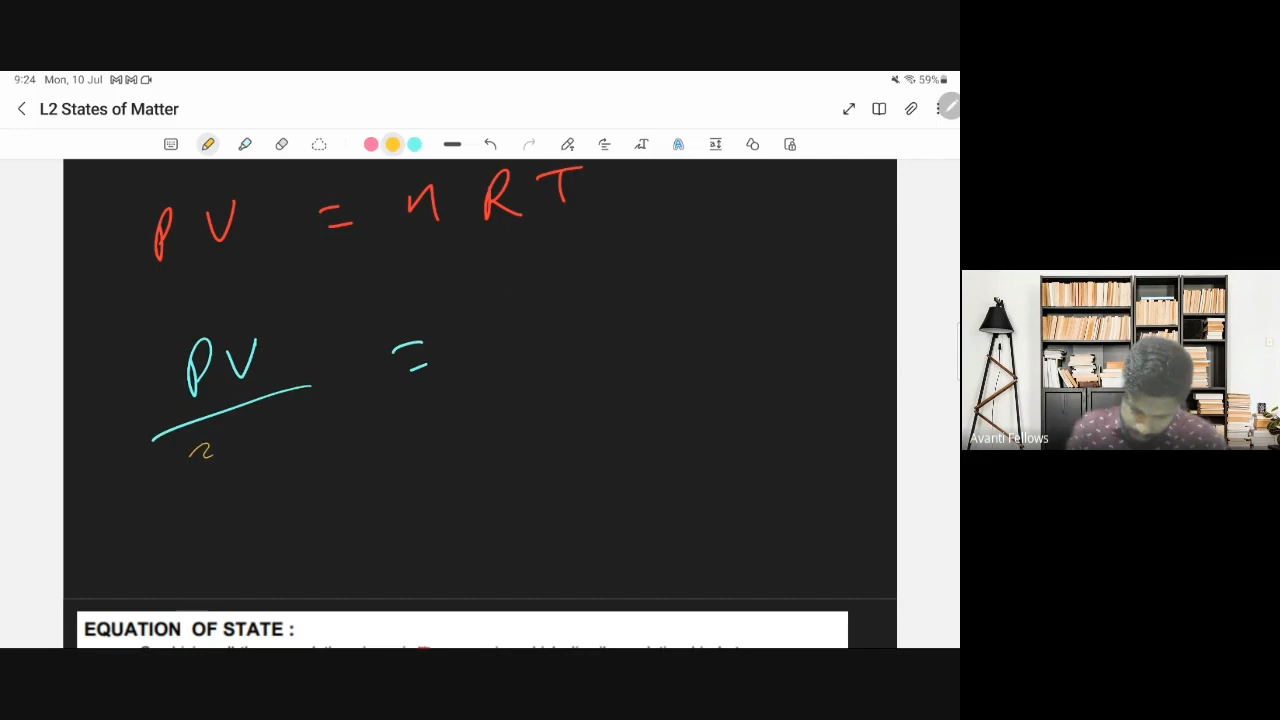 9:24 Mon, 10 Jul 59%
L2 States of Matter
PV = nRT
PV =
n
Avanti Fellows
EQUATION OF STATE :